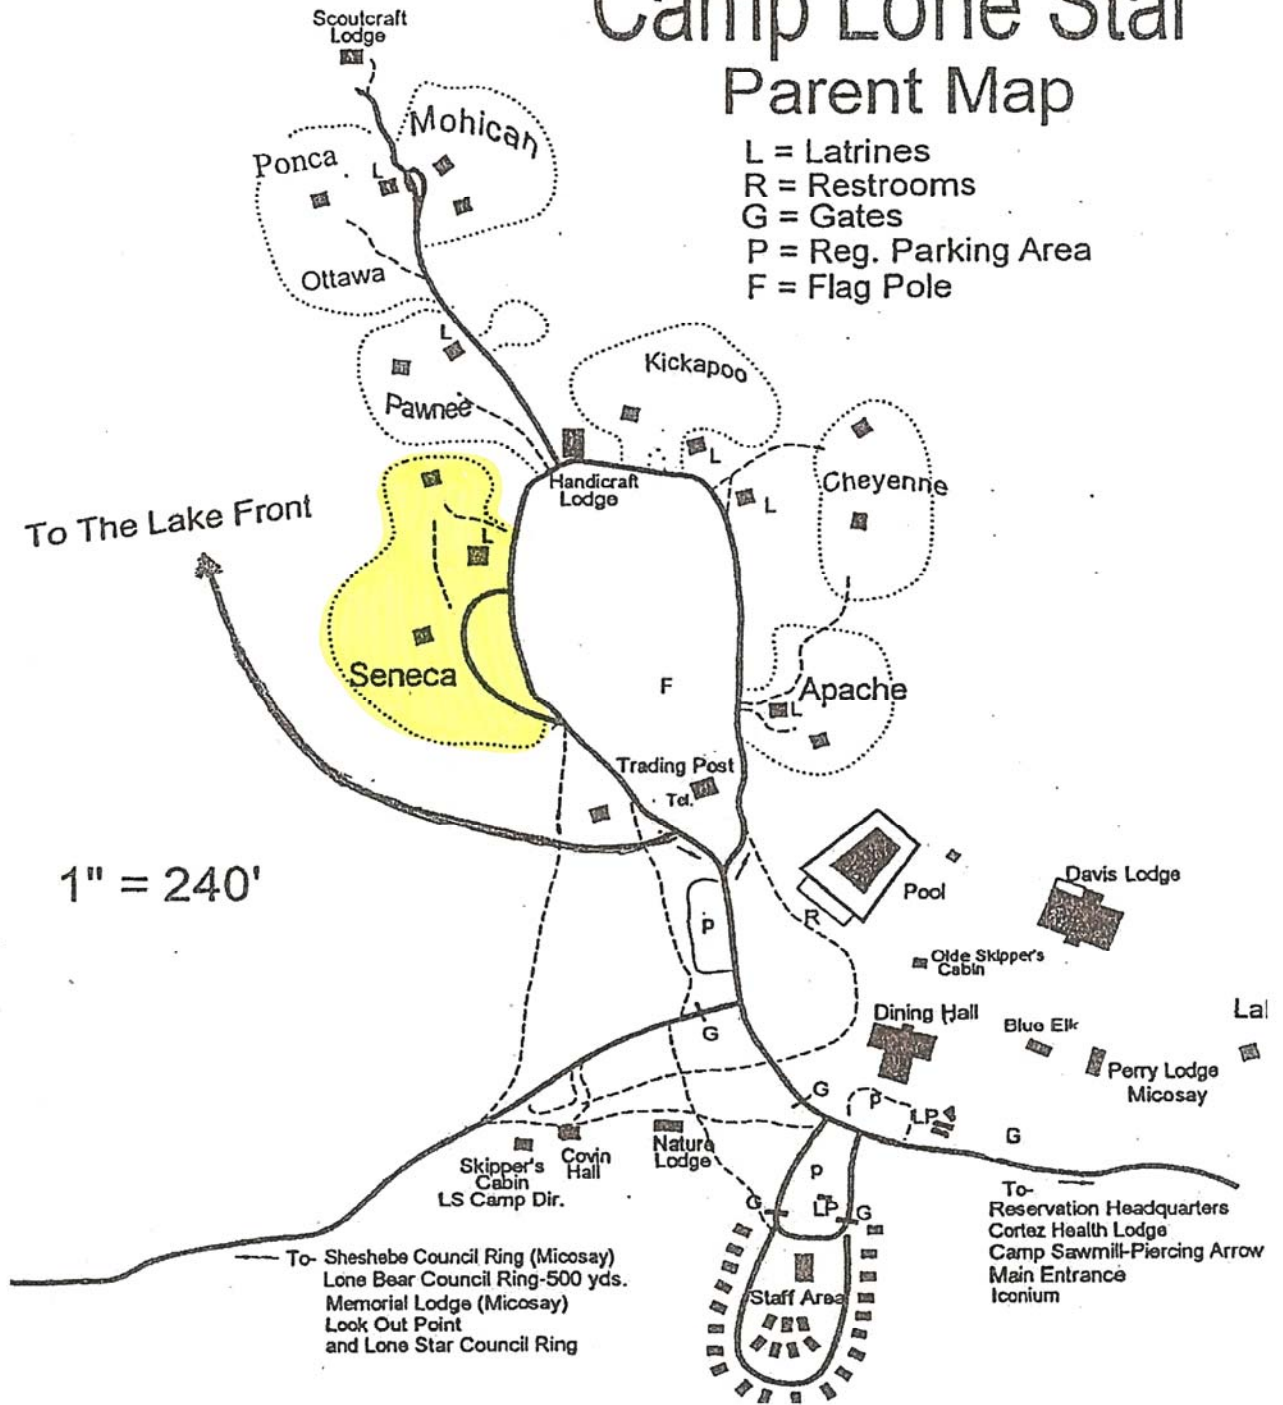 Camp Lone Star
Parent Map
L = Latrines
R = Restrooms
G = Gates
P = Reg. Parking Area
F = Flag Pole
Scoutcraft
Lodge
Mohican
Ponca
L
Ottawa
L
Pawnee
Kickapoo
L
Handicraft
Lodge
L
Cheyenne
To The Lake Front
L
Seneca
F
Apache
L
Trading Post
Tel.
1" = 240'
P
Pool
R
Davis Lodge
Olde Skipper's
Cabin
G
Dining Hall
Blue Elk
Perry Lodge
Micosay
G
P
LP
G
Skipper's
Cabin
LS Camp Dir.
Covin
Hall
Nature
Lodge
P
LP
G
G
Staff Area
To-
Reservation Headquarters
Cortez Health Lodge
Camp Sawmill-Piercing Arrow
Main Entrance
Iconium
To- Sheshebe Council Ring (Micosay)
Lone Bear Council Ring-500 yds.
Memorial Lodge (Micosay)
Look Out Point
and Lone Star Council Ring